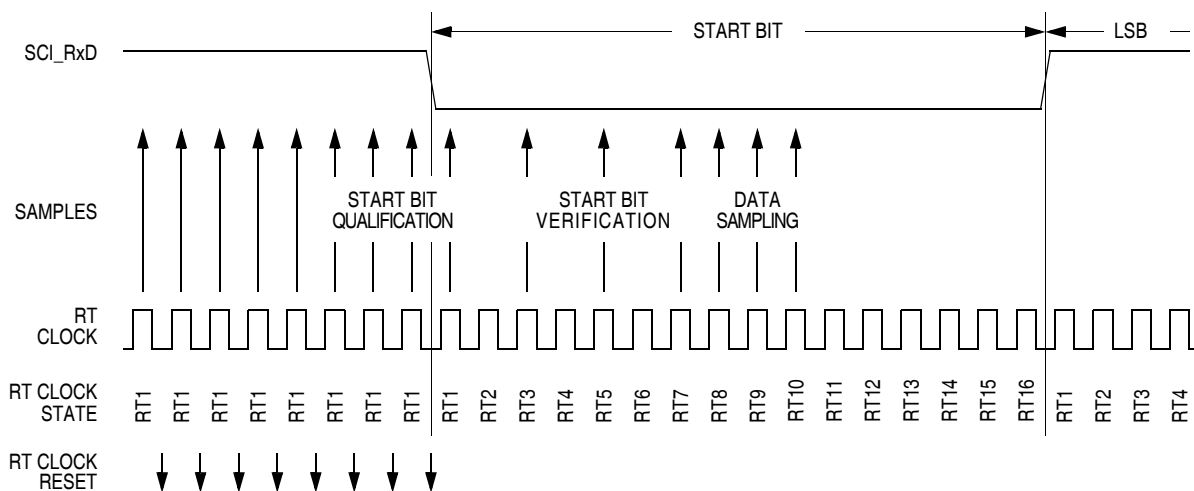 START BIT
LSB
SCI_RxD
SAMPLES
START BIT
QUALIFICATION
START BIT
VERIFICATION
DATA
SAMPLING
RT
CLOCK
RT CLOCK
STATE
RT1 RT1 RT1 RT1 RT1 RT1 RT1 RT1 RT1 RT2 RT3 RT4 RT5 RT6 RT7 RT8 RT9 RT10 RT11 RT12 RT13 RT14 RT15 RT16 RT1 RT2 RT3 RT4
RT CLOCK
RESET